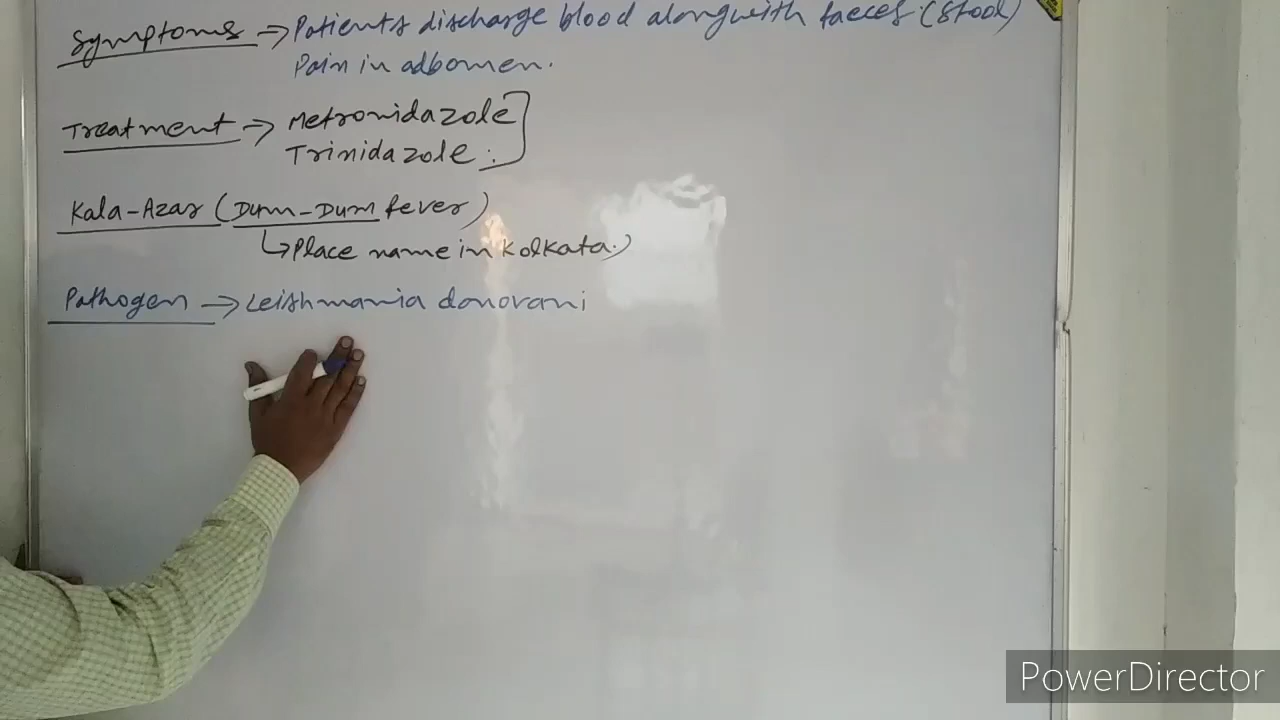 Symptoms → Patients discharge blood alongwith faeces. (Stool)
Pain in adbomen.
Treatment → Metronidazole
Trinidazole.
Kala-Azar (Dum-Dum fever)
↳ Place name in Kolkata.)
Pathogen → Leishmania donovani
PowerDirector